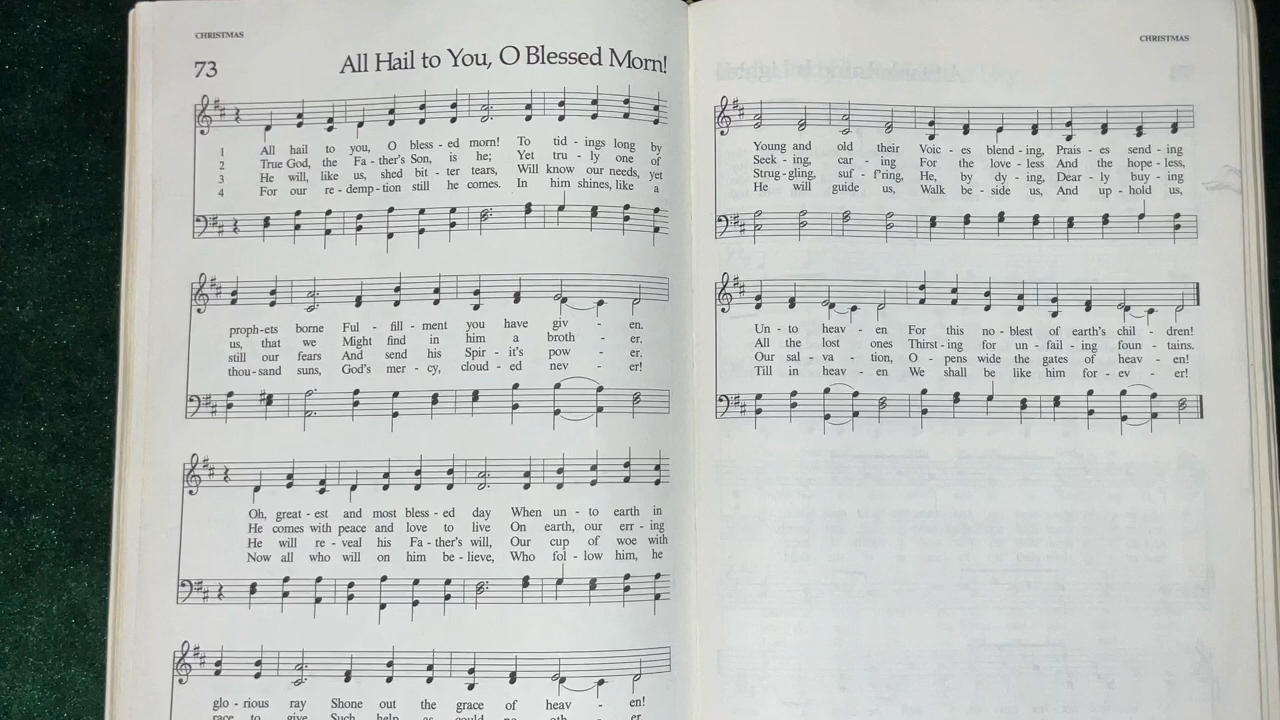 CHRISTMAS
73 All Hail to You, O Blessed Morn!
1 All hail to you, O bless - ed morn! To tid - ings long by
2 True God, the Fa - ther's Son, is he; Yet tru - ly one of
3 He will, like us, shed bit - ter tears, Will know our needs, yet
4 For our re - demp - tion still he comes. In him shines, like a
proph - ets borne Ful - fill - ment you have giv - en.
us, that we Might find in him a broth - er.
still our fears And send his Spir - it's pow - er.
thou - sand suns, God's mer - cy, cloud - ed nev - er!
Oh, great - est and most bless - ed day When un - to earth in
He comes with peace and love to live On earth, our err - ing
He will re - veal his Fa - ther's will, Our cup of woe with
Now all who will on him be - lieve, Who fol - low him, he
glo - rious ray Shone out the grace of heav - en!
race to give Such help as could no oth - er.
CHRISTMAS
Young and old their Voic - es blend - ing, Prais - es send - ing
Seek - ing, car - ing For the love - less And the hope - less,
Strug - gling, suf - f'ring, He, by dy - ing, Dear - ly buy - ing
He will guide us, Walk be - side us, And up - hold us,
Un - to heav - en For this no - blest of earth's chil - dren!
All the lost ones Thirst - ing for un - fail - ing foun - tains.
Our sal - va - tion, O - pens wide the gates of heav - en!
Till in heav - en We shall be like him for - ev - er!